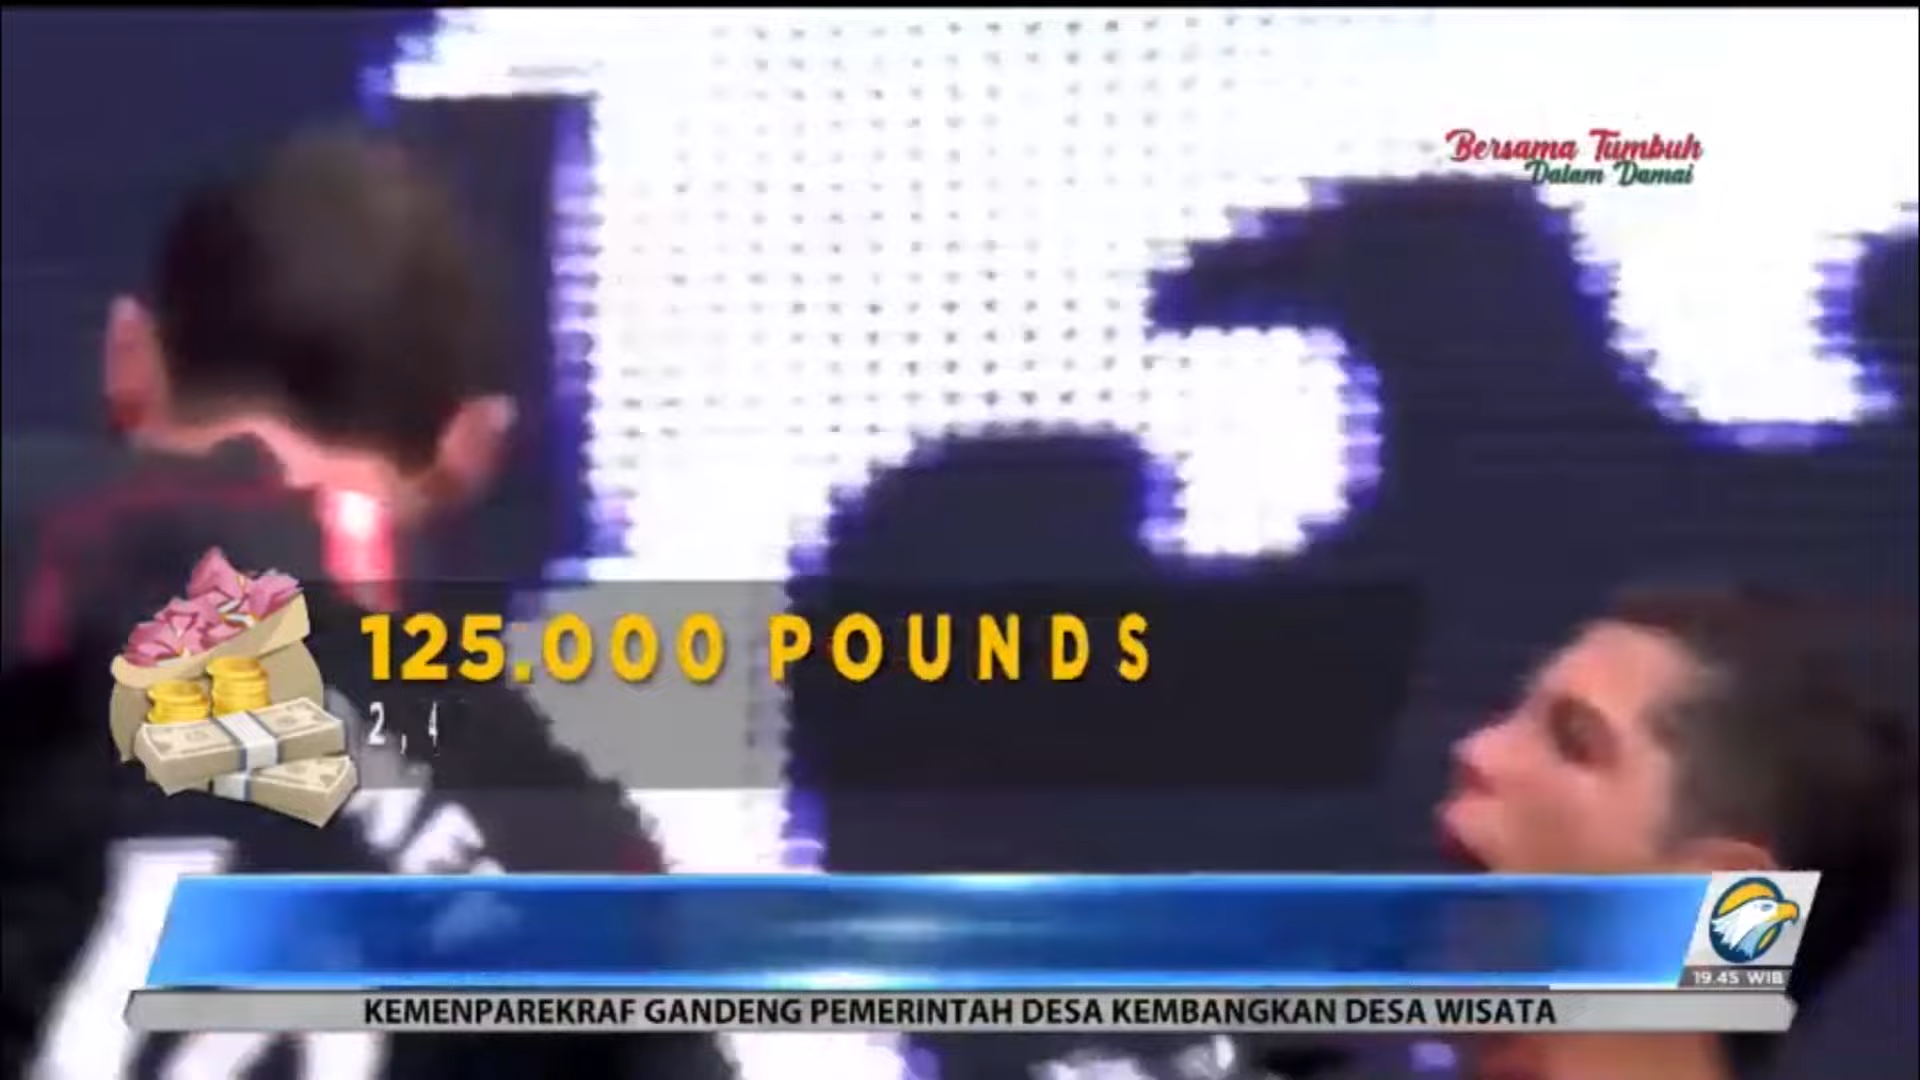 Bersama Tumbuh
Dalam Damai
125.000 POUNDS
2, 4
19.45 WIB
KEMENPAREKRAF GANDENG PEMERINTAH DESA KEMBANGKAN DESA WISATA